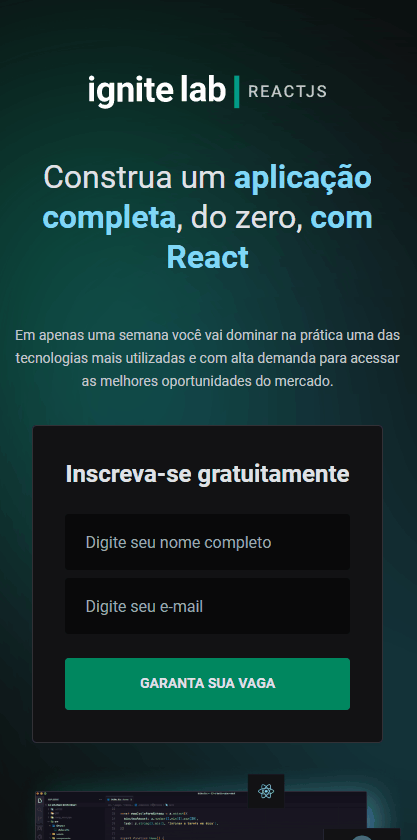 ignite lab | REACTJS
Construa um aplicação
completa, do zero, com
React
Em apenas uma semana você vai dominar na prática uma das
tecnologias mais utilizadas e com alta demanda para acessar
as melhores oportunidades do mercado.
Inscreva-se gratuitamente
Digite seu nome completo
Digite seu e-mail
GARANTA SUA VAGA